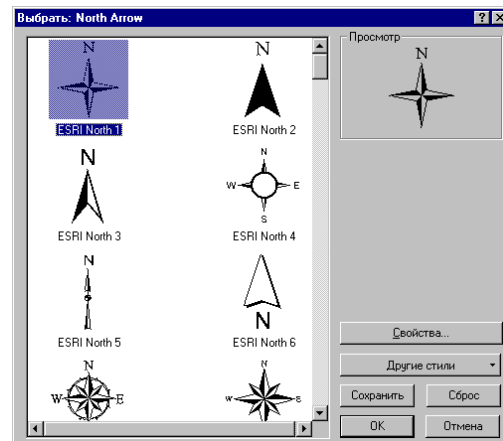 Выбрать: North Arrow
N
N
ESRI North 1
ESRI North 2
N
N
W E
S
ESRI North 3
ESRI North 4
N
N
ESRI North 5
ESRI North 6
N
N
W E
W E
Просмотр
N
Свойства...
Другие стили
Сохранить
Сброс
OK
Отмена